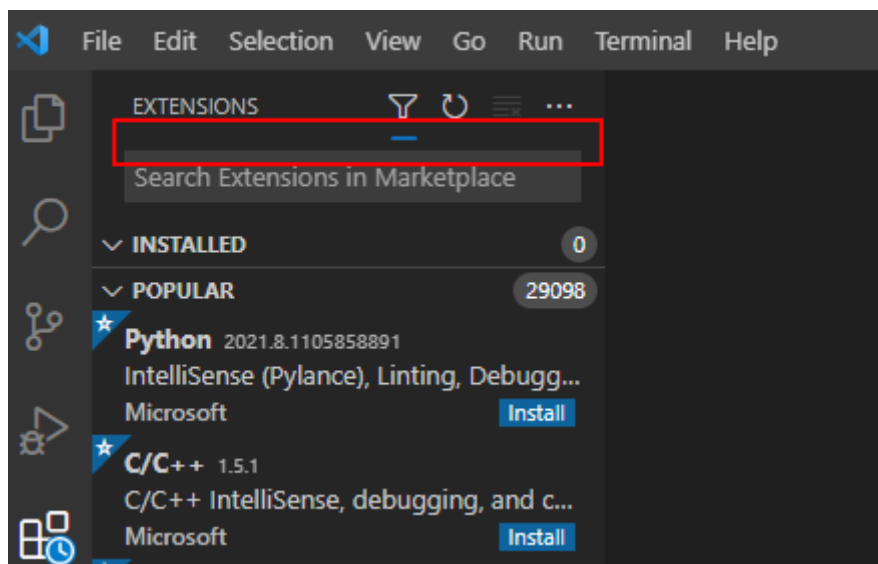 File Edit Selection View Go Run Terminal Help
EXTENSIONS
Search Extensions in Marketplace
INSTALLED 0
POPULAR 29098
Python 2021.8.1105858891
IntelliSense (Pylance), Linting, Debugg...
Microsoft Install
C/C++ 1.5.1
C/C++ IntelliSense, debugging, and c...
Microsoft Install